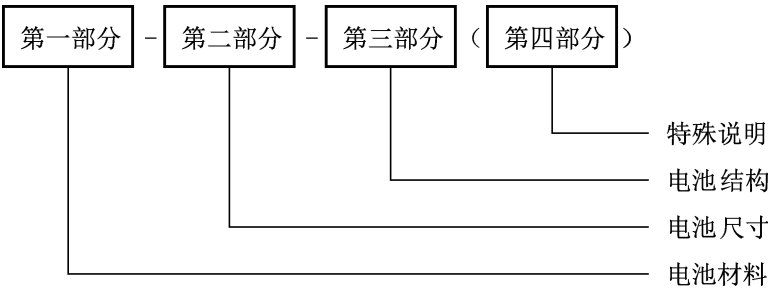 第一部分 - 第二部分 - 第三部分（第四部分）
特殊说明
电池结构
电池尺寸
电池材料